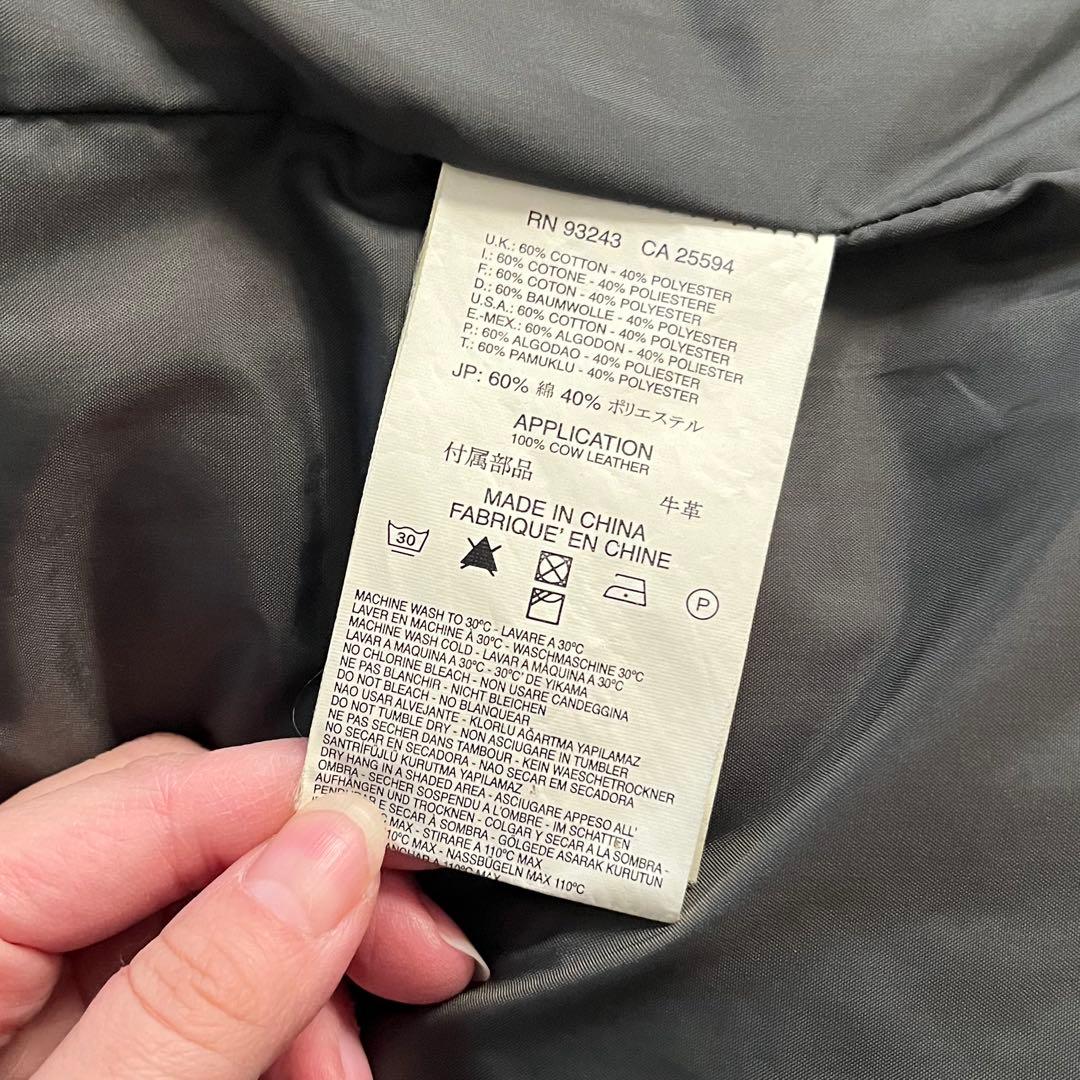 RN 93243 CA 25594
U.K.: 60% COTTON - 40% POLYESTER
I.: 60% COTONE - 40% POLIESTERE
F.: 60% COTON - 40% POLYESTER
D.: 60% BAUMWOLLE - 40% POLYESTER
U.S.A.: 60% COTTON - 40% POLYESTER
E.-MEX.: 60% ALGODON - 40% POLYESTER
P.: 60% ALGODAO - 40% POLIESTER
T.: 60% PAMUKLU - 40% POLYESTER
JP: 60% 綿 40% ポリエステル
APPLICATION
100% COW LEATHER
付属部品 牛革
MADE IN CHINA
FABRIQUE' EN CHINE
30
P
MACHINE WASH TO 30°C - LAVARE A 30°C
LAVER EN MACHINE À 30°C - WASCHMASCHINE 30°C
MACHINE WASH COLD - LAVAR A MÁQUINA A 30°C
LAVAR A MAQUINA A 30°C - 30°C' DE YIKAMA
NO CHLORINE BLEACH - NON USARE CANDEGGINA
NE PAS BLANCHIR - NICHT BLEICHEN
DO NOT BLEACH - NO BLANQUEAR
NAO USAR ALVEJANTE - KLORLU AĞARTMA YAPILAMAZ
DO NOT TUMBLE DRY - NON ASCIUGARE IN TUMBLER
NE PAS SECHER DANS TAMBOUR - KEIN WAESCHETROCKNER
NO SECAR EN SECADORA - NAO SECAR EM SECADORA
SANTRİFÜJLÜ KURUTMA YAPILAMAZ
DRY HANG IN A SHADED AREA - ASCIUGARE APPESO ALL'
OMBRA - SECHER SOSPENDU A L'OMBRE - IM SCHATTEN
AUFHÄNGEN UND TROCKNEN - COLGAR Y SECAR A LA SOMBRA -
E SECAR À SOMBRA - GÖLGEDE ASARAK KURUTUN
MAX - STIRARE A 110°C MAX
MAX - NASSBÜGELN MAX 110°C